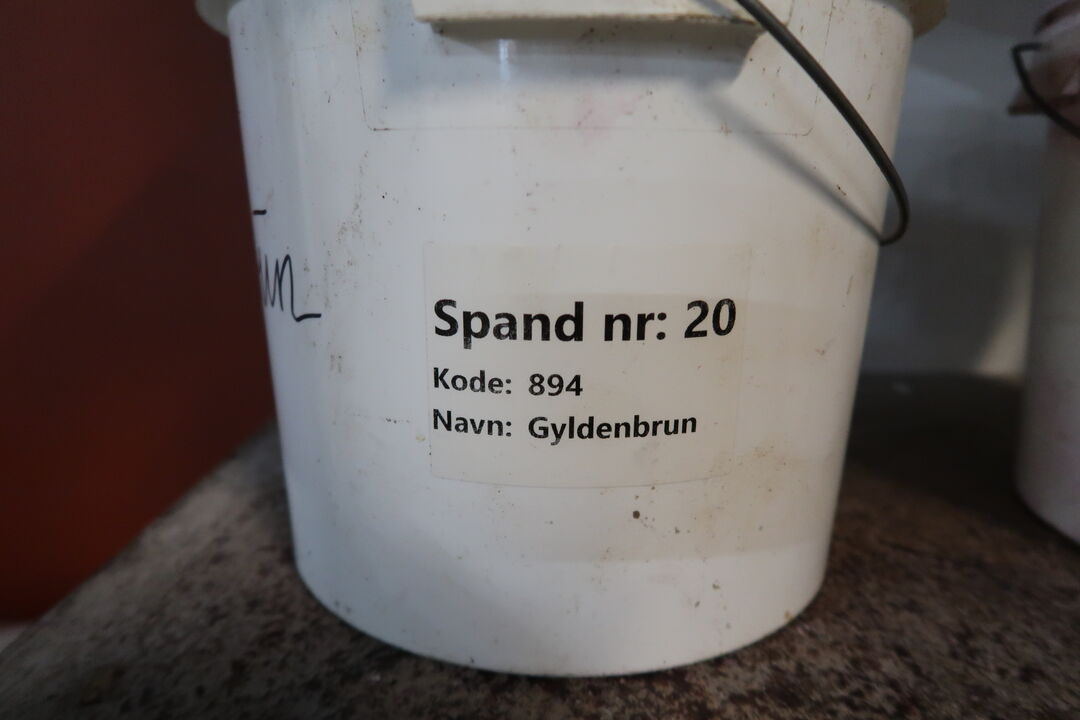 Spand nr: 20
Kode: 894
Navn: Gyldenbrun